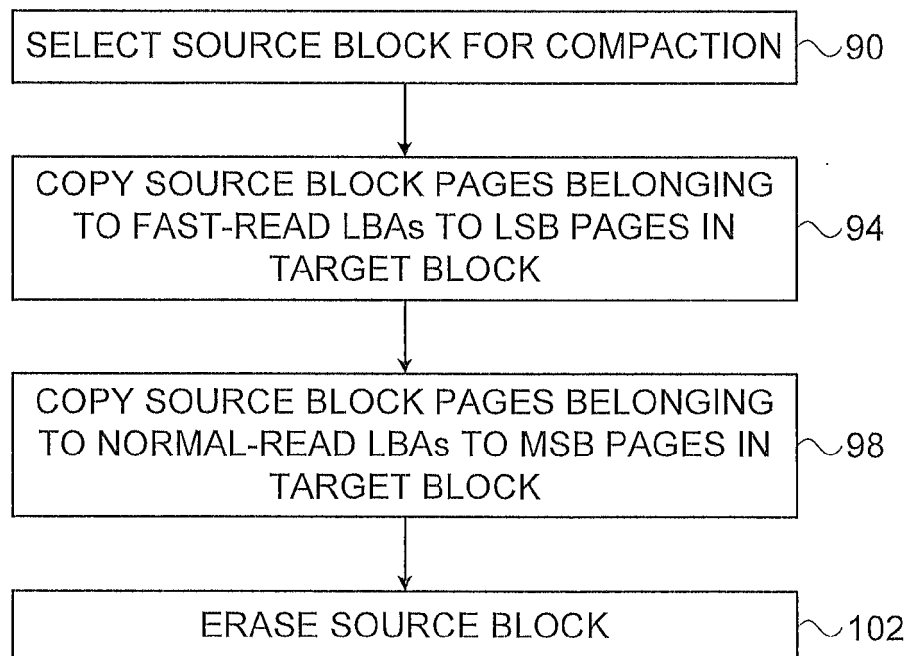 SELECT SOURCE BLOCK FOR COMPACTION 90
COPY SOURCE BLOCK PAGES BELONGING
TO FAST-READ LBAs TO LSB PAGES IN 94
TARGET BLOCK
COPY SOURCE BLOCK PAGES BELONGING
TO NORMAL-READ LBAs TO MSB PAGES IN 98
TARGET BLOCK
ERASE SOURCE BLOCK 102